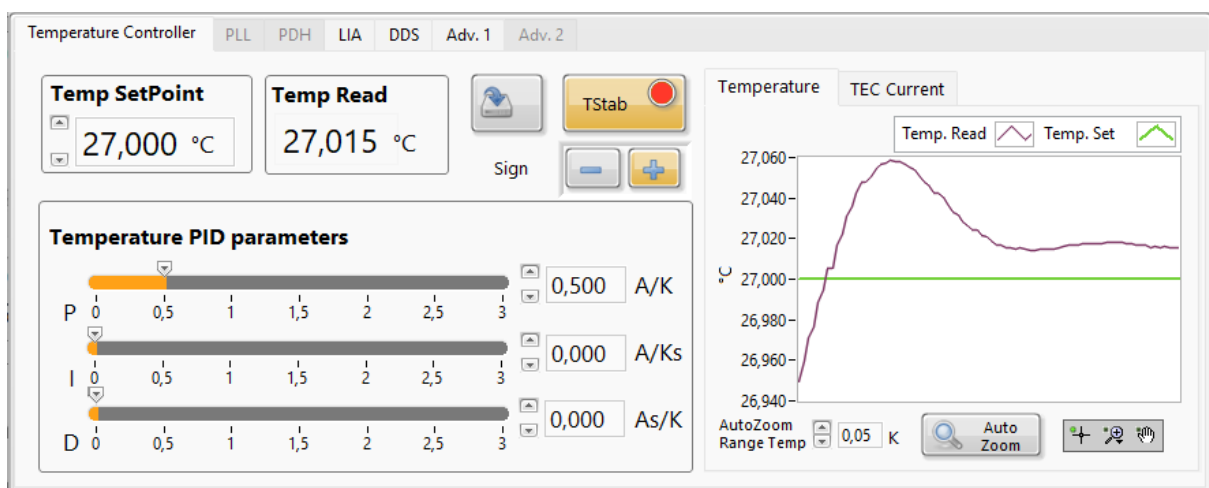 Temperature Controller PLL PDH LIA DDS Adv. 1 Adv. 2
Temp SetPoint
27,000 °C
Temp Read
27,015 °C
TStab
Sign
Temperature PID parameters
P 0 0,5 1 1,5 2 2,5 3 0,500 A/K
I 0 0,5 1 1,5 2 2,5 3 0,000 A/Ks
D 0 0,5 1 1,5 2 2,5 3 0,000 As/K
Temperature TEC Current
Temp. Read Temp. Set
°C
27,060
27,040
27,020
27,000
26,980
26,960
26,940
AutoZoom
Range Temp 0,05 K
Auto
Zoom